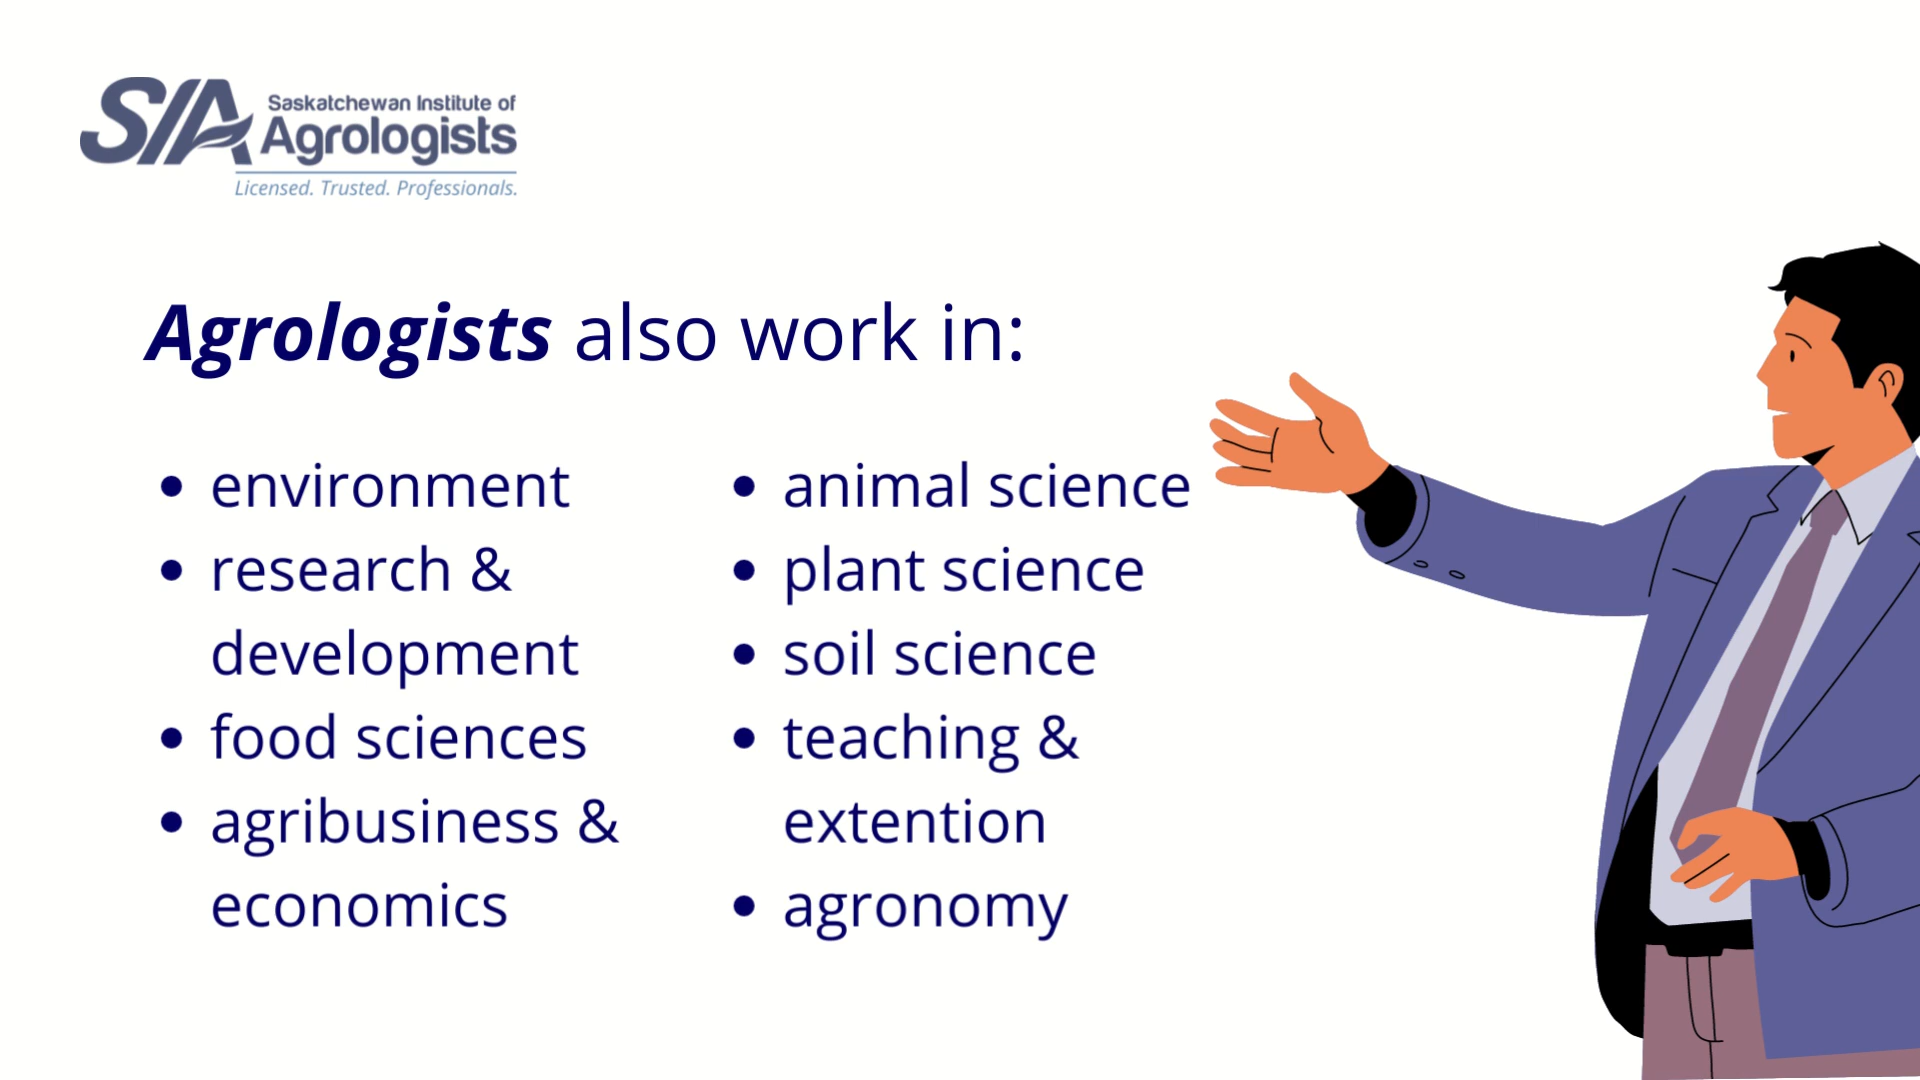 SIA
Saskatchewan Institute of
Agrologists
Licensed. Trusted. Professionals.
Agrologists also work in:
• environment
• research &
development
• food sciences
• agribusiness &
economics
• animal science
• plant science
• soil science
• teaching &
extention
• agronomy